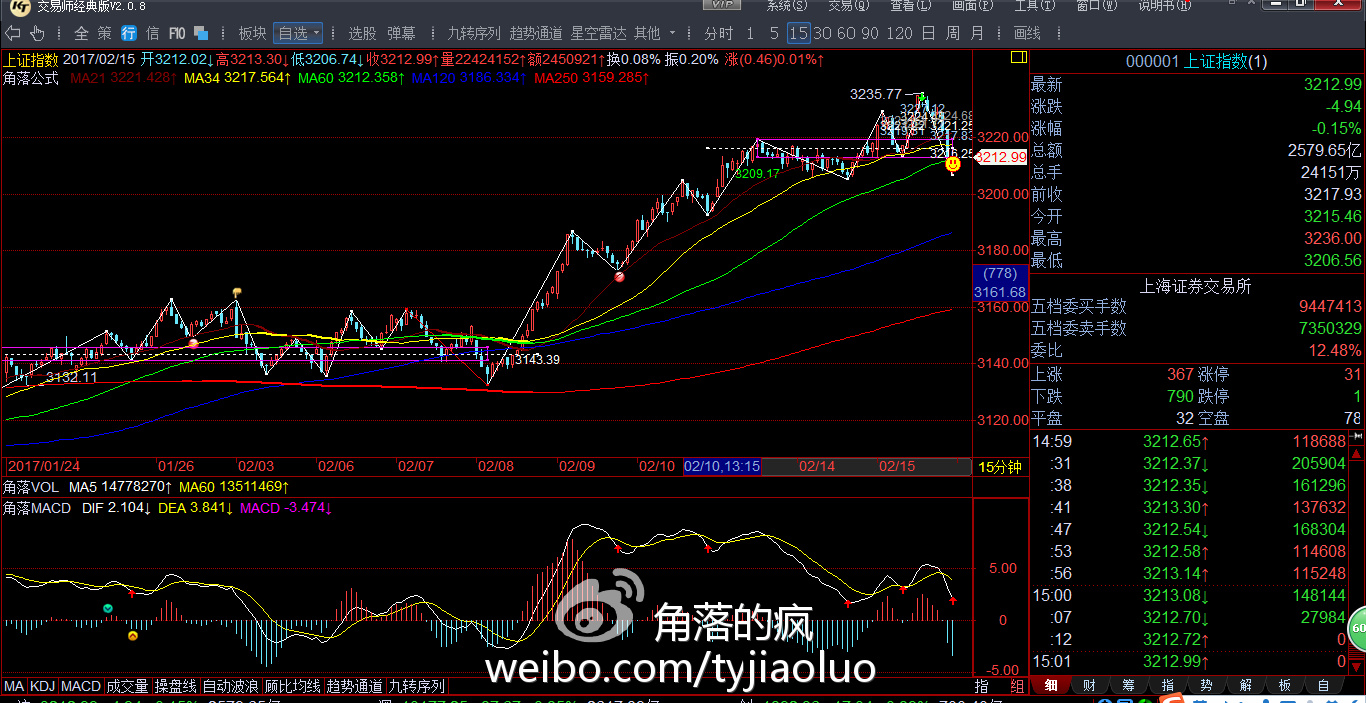 交易师经典版V2.0.8
VIP 系统(S) 交易(Q) 查看(L) 画面(P) 工具(T) 窗口(W) 说明书(H)
全 策 行 信 F10 板块 自选 选股 弹幕 九转序列 趋势通道 星空雷达 其他 分时 1 5 15 30 60 90 120 日 周 月 画线
上证指数 2017/02/15 开3212.02↓ 高3213.30↓ 低3206.74↓ 收3212.99↑ 量22424152↑ 额2450921↑ 换0.08% 振0.20% 涨(0.46)0.01%↑
角落公式 MA21 3221.428↑ MA34 3217.564↑ MA60 3212.358↑ MA120 3186.334↑ MA250 3159.285↑
3235.77
3209.17
3132.11
3143.39
3220.00
3212.99
3200.00
3180.00
(778)
3161.68
3160.00
3140.00
3120.00
2017/01/24 01/26 02/03 02/06 02/07 02/08 02/09 02/10 02/10,13:15 02/14 02/15 15分钟
角落VOL MA5 14778270↑ MA60 13511469↑
角落MACD DIF 2.104↓ DEA 3.841↓ MACD -3.474↓
5.00
0
-5.00
角落的疯
weibo.com/tyjiaoluo
MA KDJ MACD 成交量 操盘线 自动波浪 顾比均线 趋势通道 九转序列 指 组
000001 上证指数(1)
最新 3212.99
涨跌 -4.94
涨幅 -0.15%
总额 2579.65亿
总手 24151万
前收 3217.93
今开 3215.46
最高 3236.00
最低 3206.56
上海证券交易所
五档委买手数 9447413
五档委卖手数 7350329
委比 12.48%
上涨 367 涨停 31
下跌 790 跌停 1
平盘 32 空盘 78
14:59 3212.65↑ 118688
:31 3212.37↓ 205904
:38 3212.35↓ 161296
:41 3213.30↑ 137632
:47 3212.54↓ 168304
:53 3212.58↑ 114608
:56 3213.14↑ 115248
15:00 3213.08↓ 148144
:07 3212.70↓ 27984
:12 3212.72↑ 0
15:01 3212.99↑ 0
60
细 财 筹 指 势 解 板 自